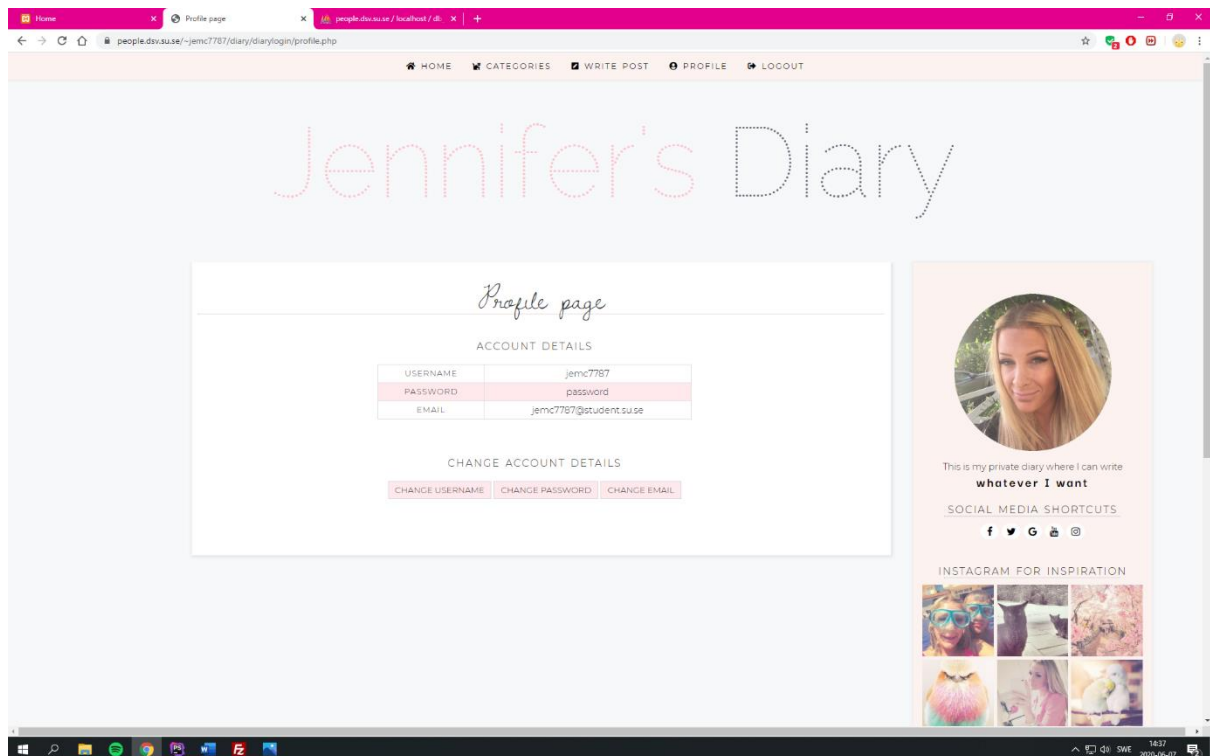 Home
Profile page
people.dsv.su.se / localhost / db
people.dsv.su.se/~jemc7787/diary/diarylogin/profile.php
HOME CATEGORIES WRITE POST PROFILE LOGOUT
Jennifer's Diary
Profile page
ACCOUNT DETAILS
USERNAME jemc7787
PASSWORD password
EMAIL jemc7787@student.su.se
CHANGE ACCOUNT DETAILS
CHANGE USERNAME CHANGE PASSWORD CHANGE EMAIL
This is my private diary where I can write
whatever I want
SOCIAL MEDIA SHORTCUTS
INSTAGRAM FOR INSPIRATION
SWE
14:37
2020-06-07